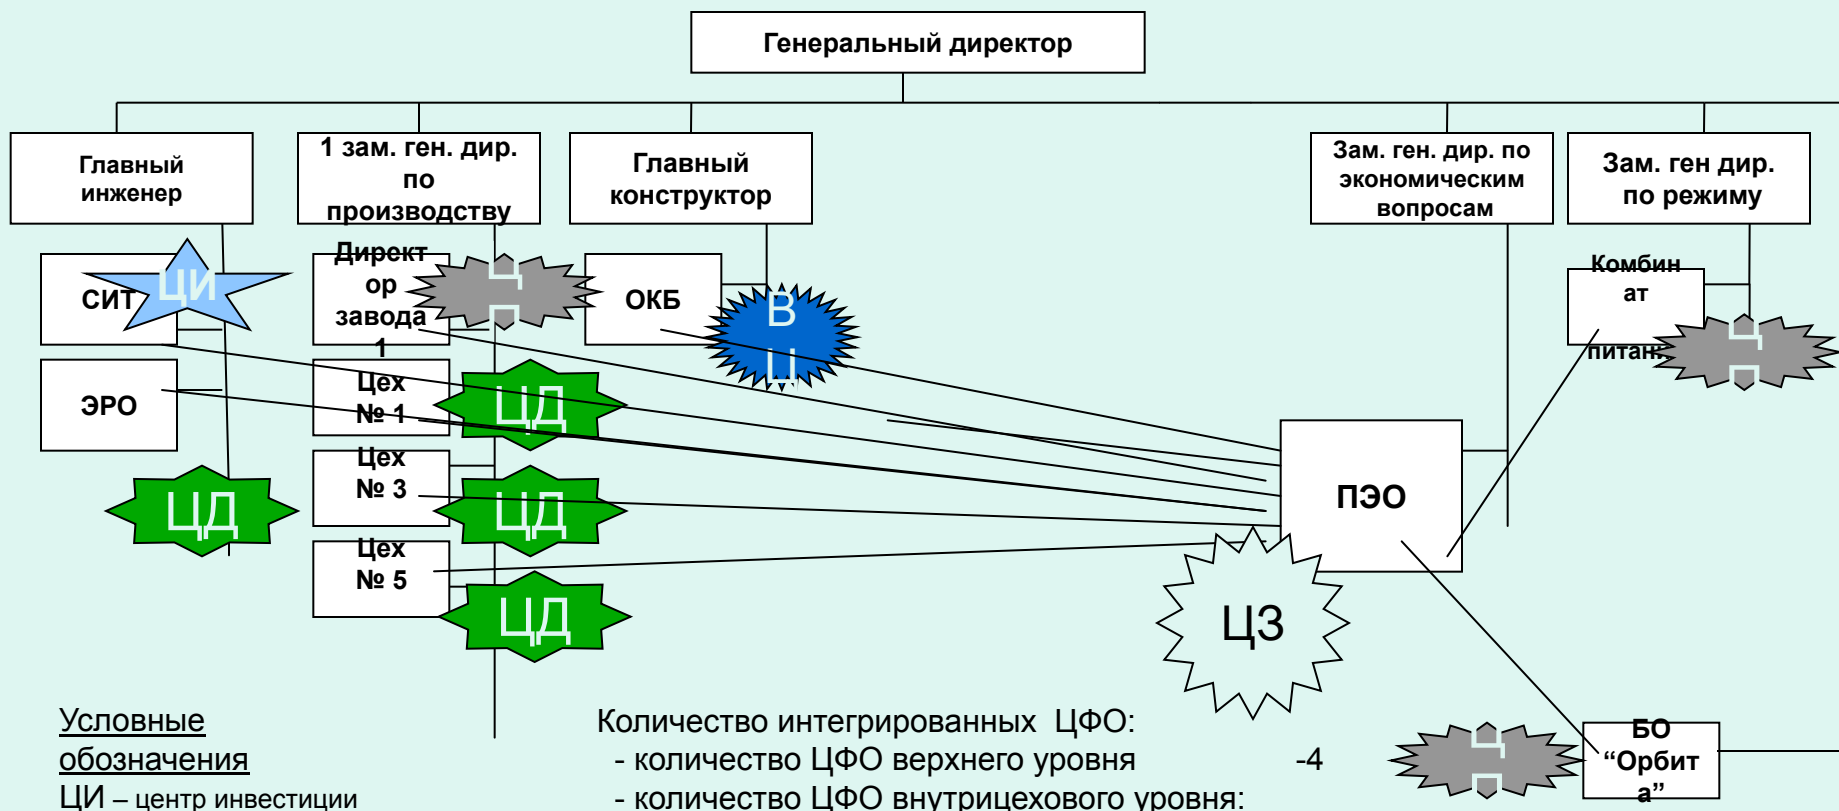 Генеральный директор
Главный
инженер
1 зам. ген. дир.
по
производству
Главный
конструктор
Зам. ген. дир. по
экономическим
вопросам
Зам. ген дир.
по режиму
СИТ
ЦИ
Директ
ор
завода
1
Ц
П
ОКБ
В
Ц
Комбин
ат
питан
Ц
П
ЭРО
Цех
№ 1
ЦД
ПЭО
Цех
№ 3
ЦД
ЦД
Цех
№ 5
ЦД
ЦЗ
Условные
обозначения
ЦИ – центр инвестиции
Количество интегрированных ЦФО:
- количество ЦФО верхнего уровня -4
- количество ЦФО внутрицехового уровня:
Ц
П
БО
“Орбит
а”